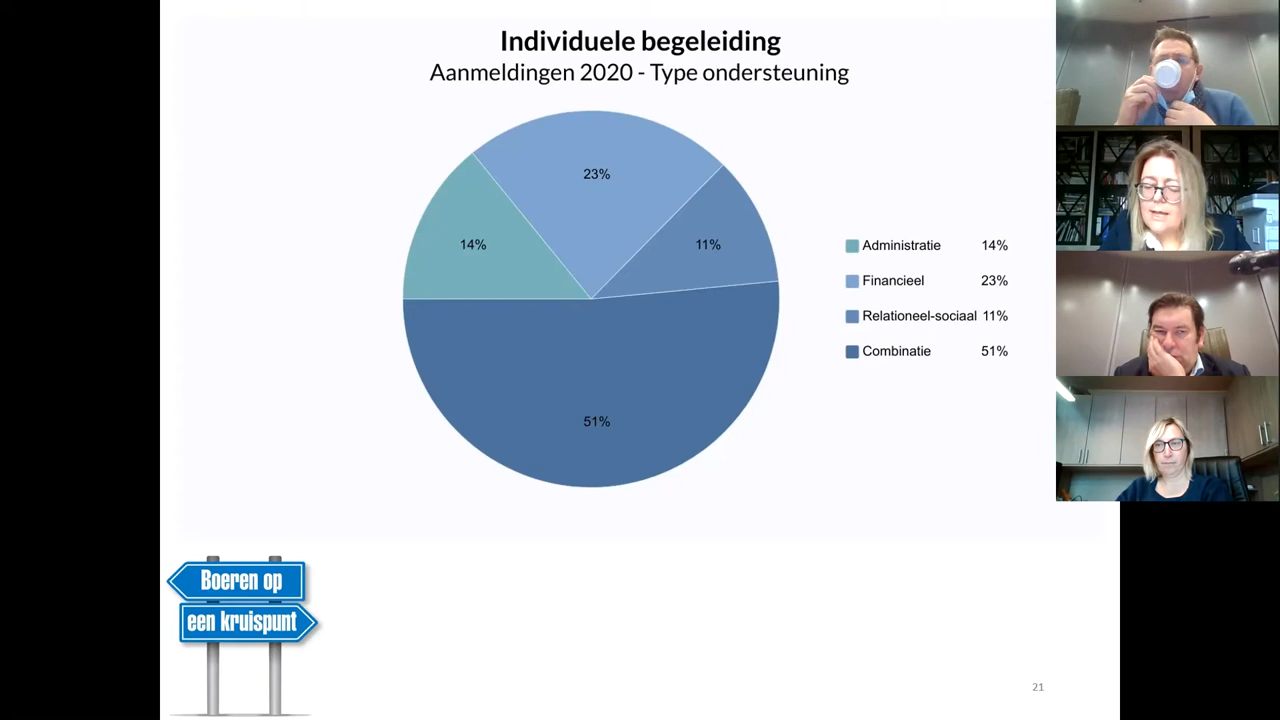 Individuele begeleiding
Aanmeldingen 2020 - Type ondersteuning
23%
14%
11%
51%
Administratie 14%
Financieel 23%
Relationeel-sociaal 11%
Combinatie 51%
Boeren op
een kruispunt
21